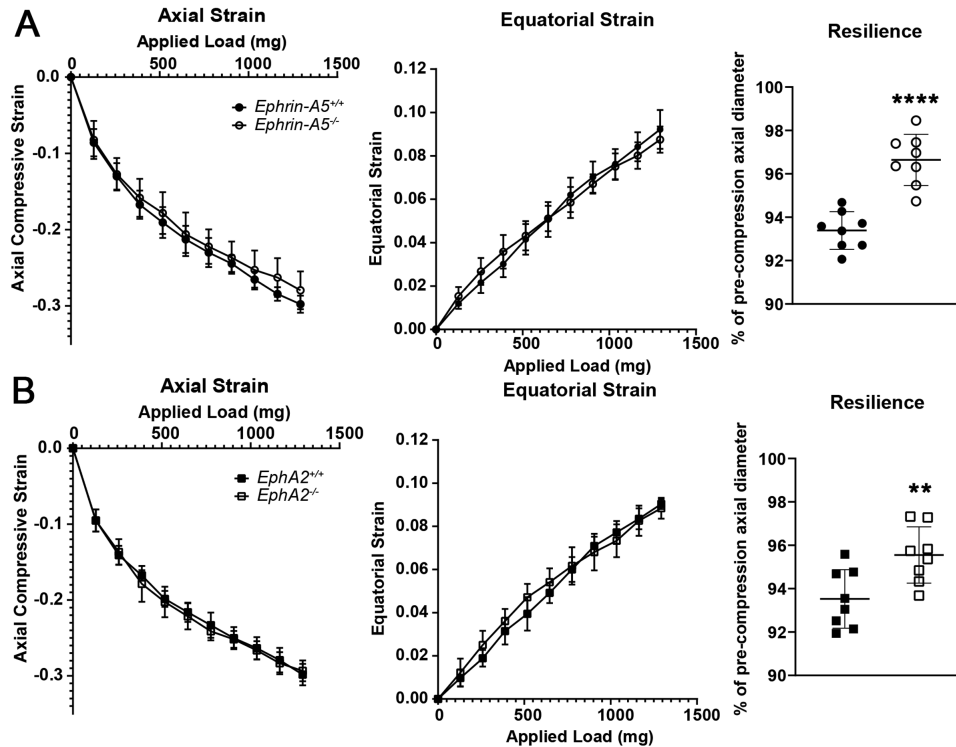 A
Axial Strain
Applied Load (mg)
0 500 1000 1500
0.0
-0.1
-0.2
-0.3
Axial Compressive Strain
Ephrin-A5+/+
Ephrin-A5-/-
Equatorial Strain
0.12
0.10
0.08
0.06
0.04
0.02
0.00
Equatorial Strain
0 500 1000 1500
Applied Load (mg)
Resilience
% of pre-compression axial diameter
100
98
96
94
92
90
****
B
Axial Strain
Applied Load (mg)
0 500 1000 1500
0.0
-0.1
-0.2
-0.3
Axial Compressive Strain
EphA2+/+
EphA2-/-
Equatorial Strain
0.12
0.10
0.08
0.06
0.04
0.02
0.00
Equatorial Strain
0 500 1000 1500
Applied Load (mg)
Resilience
% of pre-compression axial diameter
100
98
96
94
92
90
**